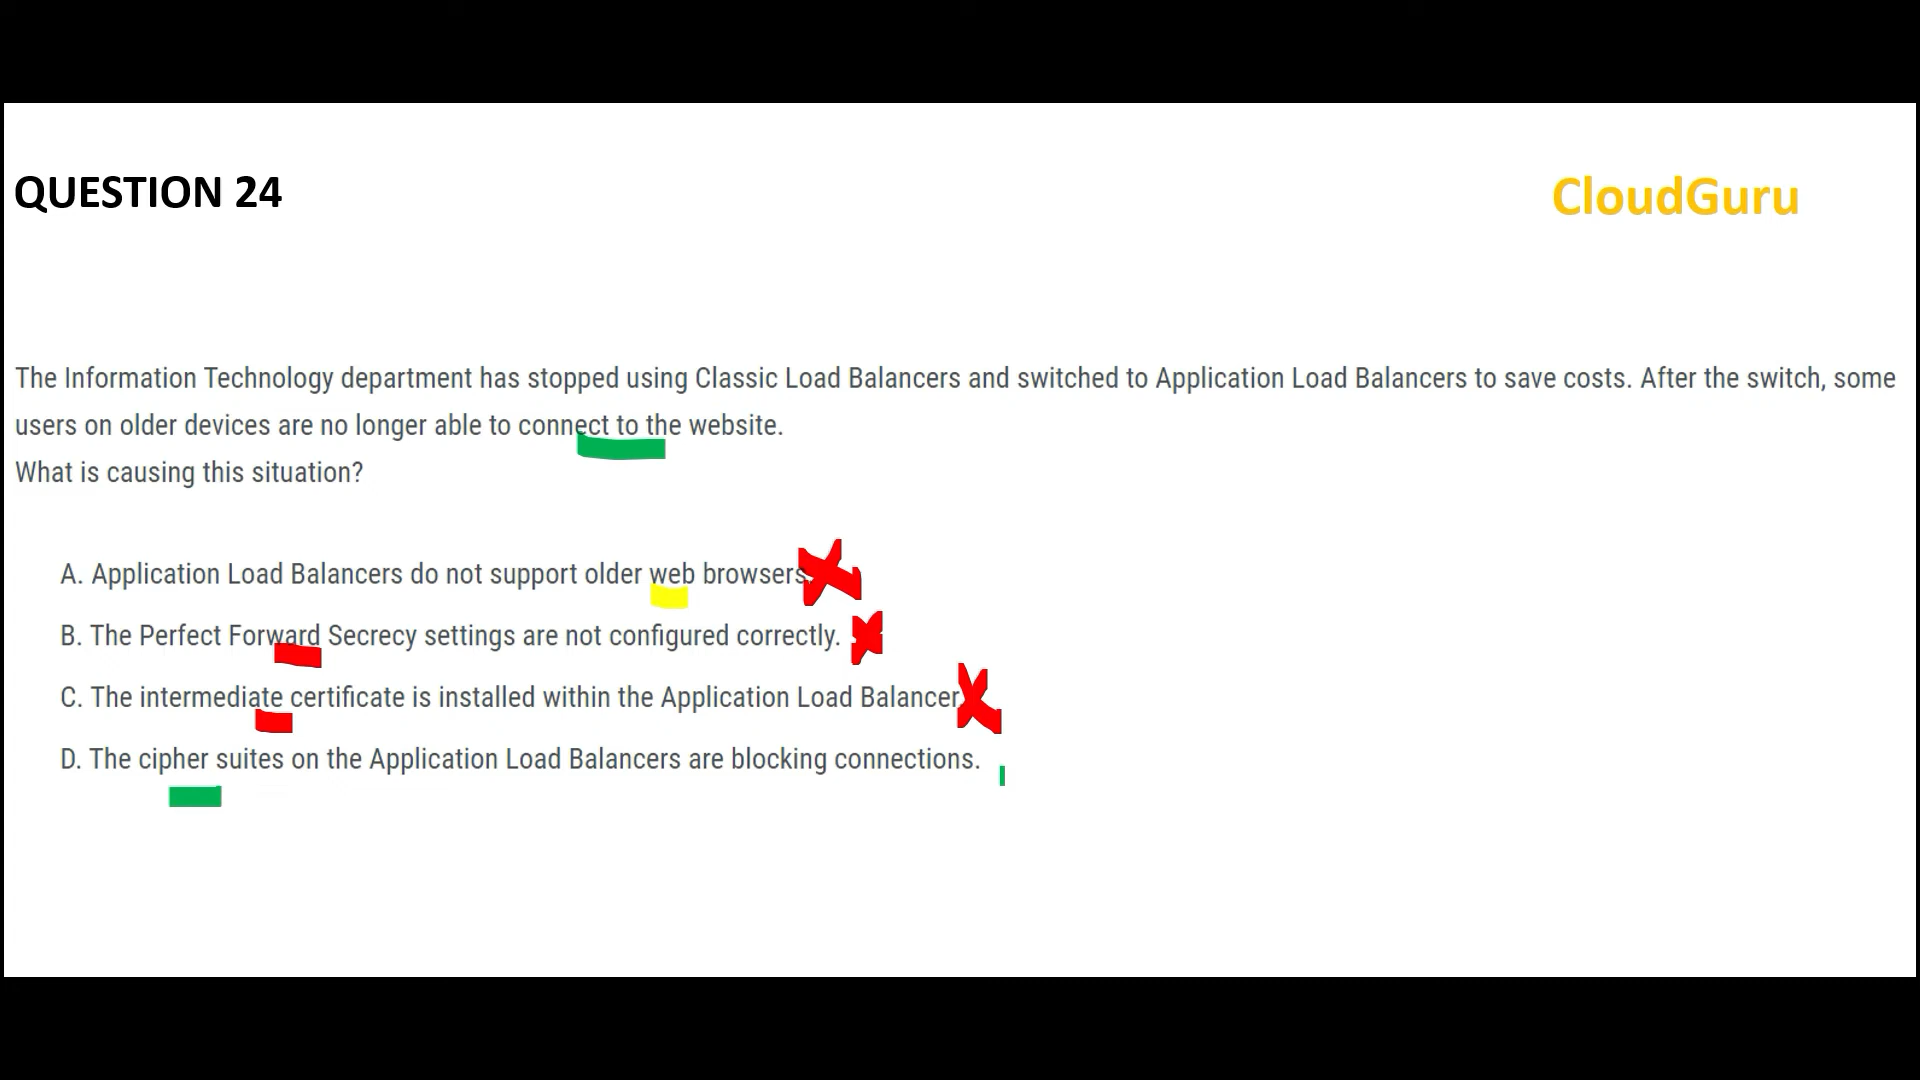 QUESTION 24
CloudGuru
The Information Technology department has stopped using Classic Load Balancers and switched to Application Load Balancers to save costs. After the switch, some
users on older devices are no longer able to connect to the website.
What is causing this situation?
A. Application Load Balancers do not support older web browsers.
B. The Perfect Forward Secrecy settings are not configured correctly.
C. The intermediate certificate is installed within the Application Load Balancer.
D. The cipher suites on the Application Load Balancers are blocking connections.